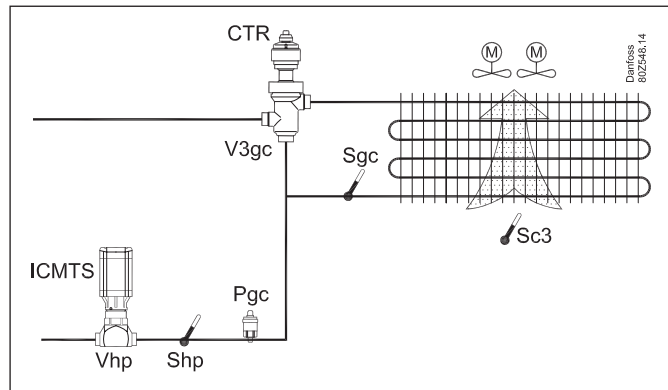 CTR
M M
Danfoss
80Z548.14
V3gc
Sgc
Sc3
ICMTS
Pgc
Vhp
Shp